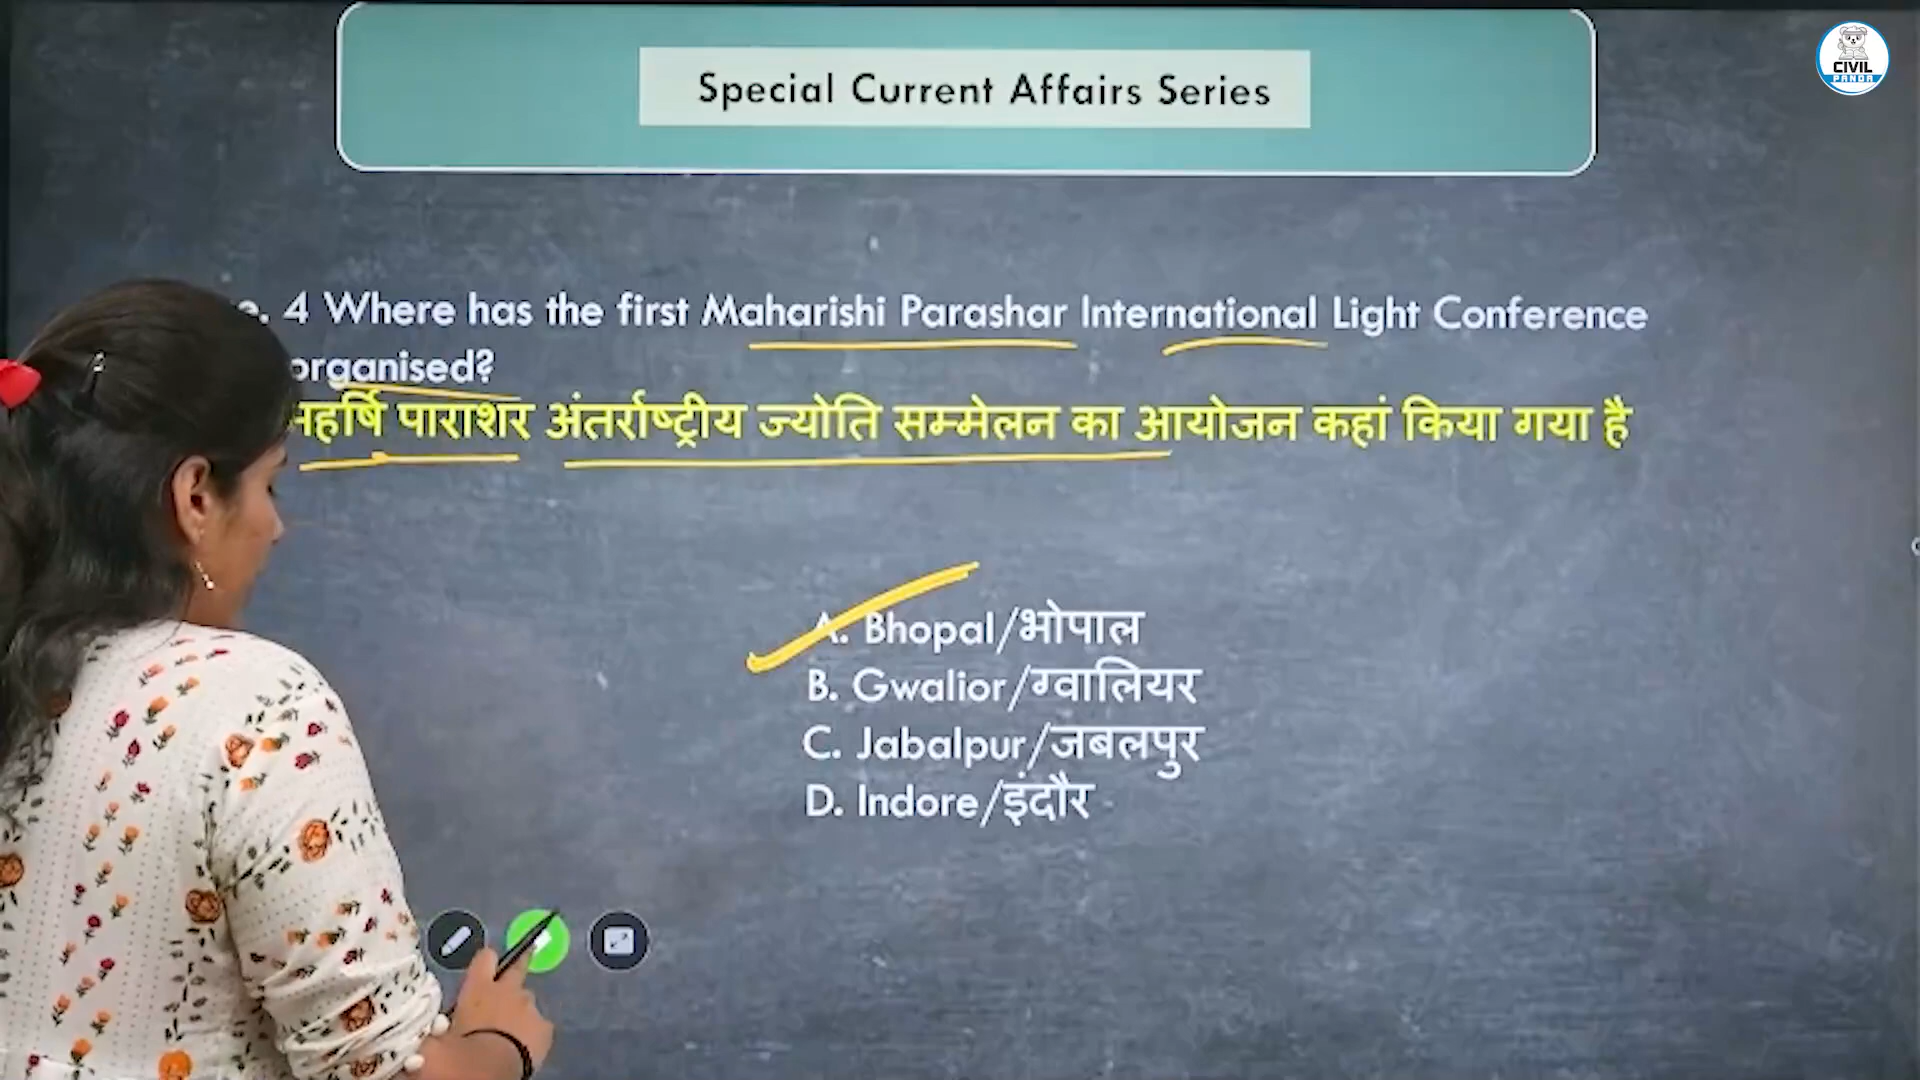 CIVIL
PANDA
Special Current Affairs Series
4 Where has the first Maharishi Parashar International Light Conference
organised?
महर्षि पाराशर अंतर्राष्ट्रीय ज्योति सम्मेलन का आयोजन कहां किया गया है
A. Bhopal/भोपाल
B. Gwalior/ग्वालियर
C. Jabalpur/जबलपुर
D. Indore/इंदौर